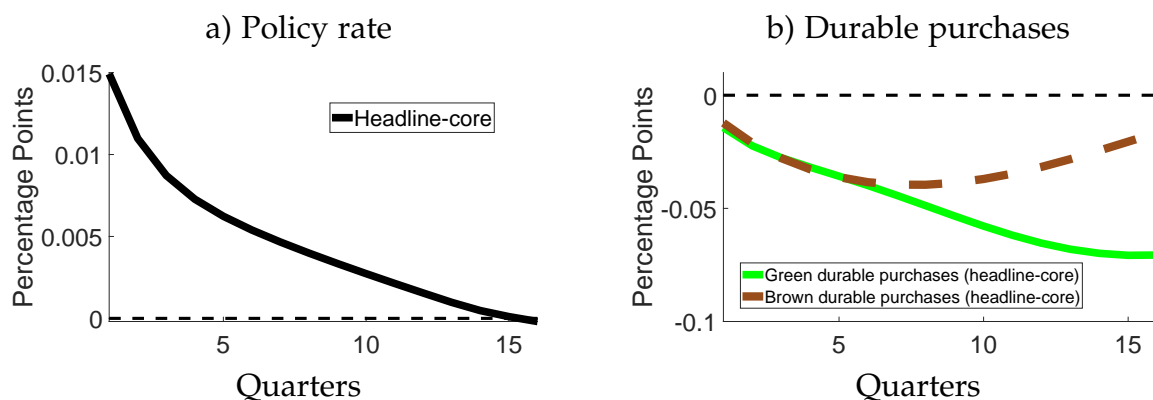 a) Policy rate
Percentage Points
0.015
0.01
0.005
0
Headline-core
5
10
15
Quarters
b) Durable purchases
Percentage Points
0
-0.05
-0.1
Green durable purchases (headline-core)
Brown durable purchases (headline-core)
5
10
15
Quarters